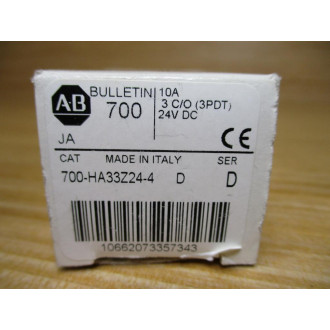 AB
BULLETIN
700
10A
3 C/O (3PDT)
24V DC
JA
CE
CAT MADE IN ITALY SER
700-HA33Z24-4 D D
10662073357343